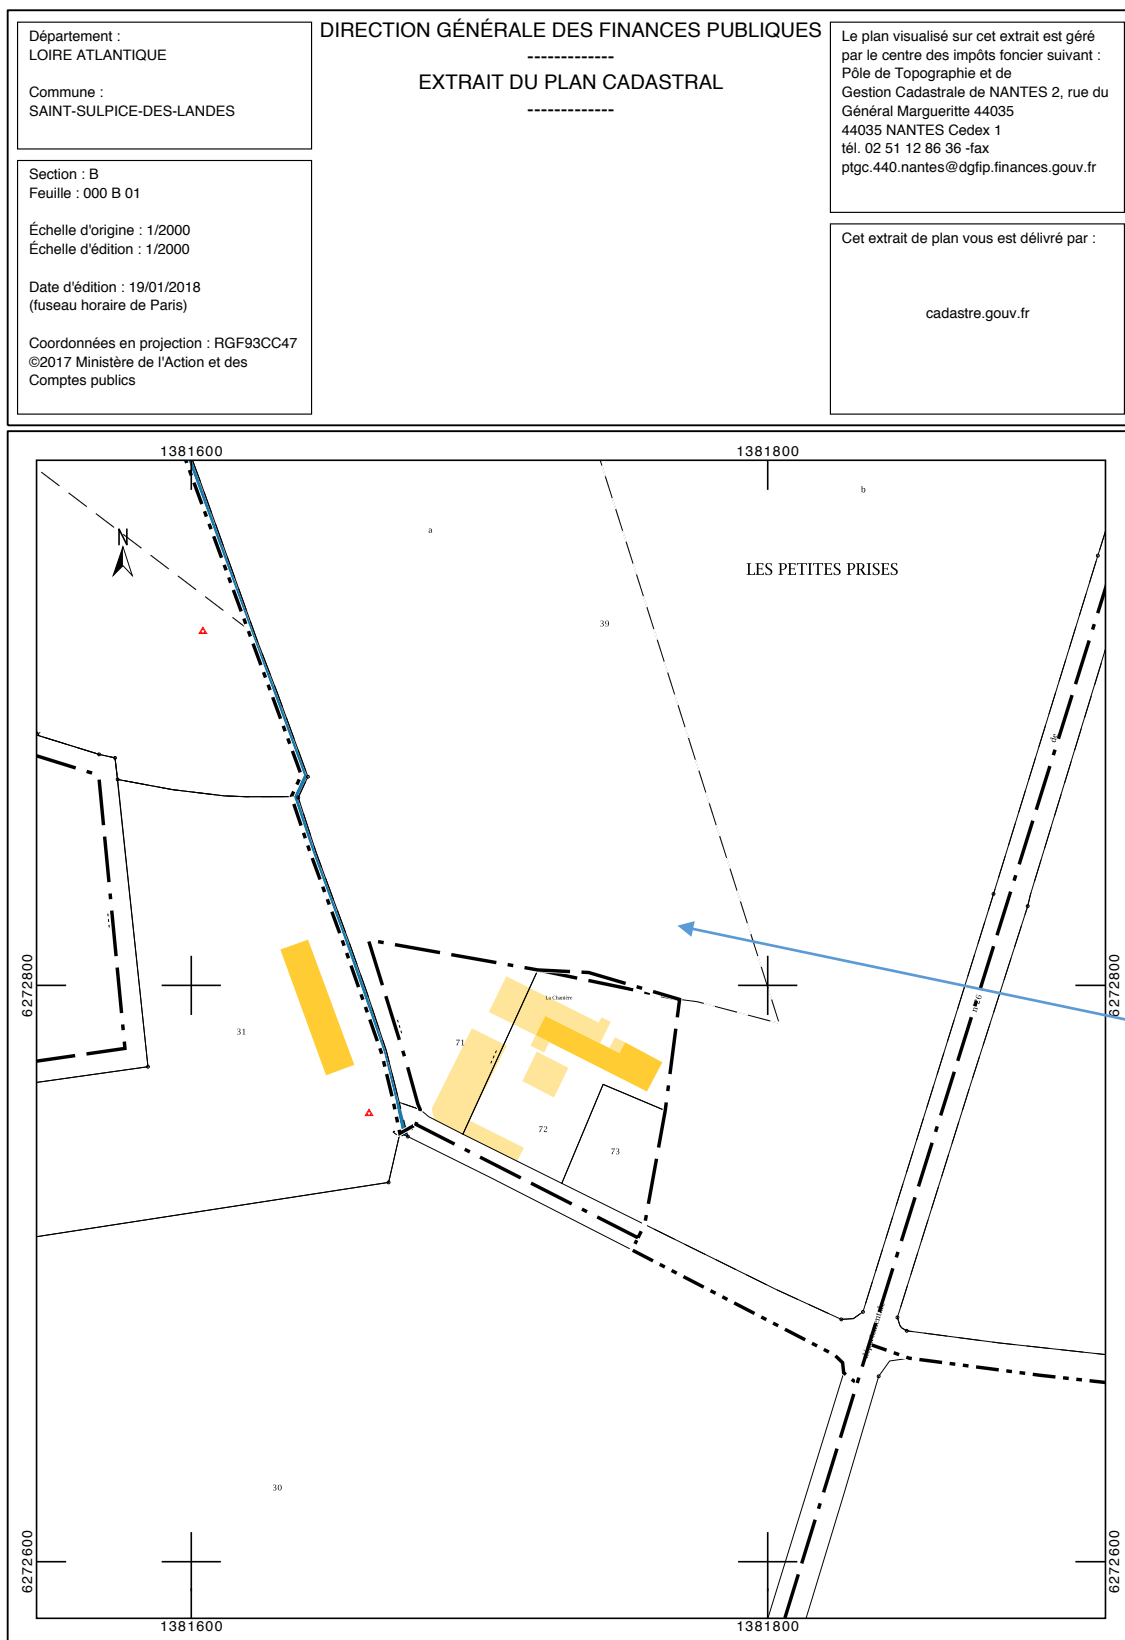 Département :
LOIRE ATLANTIQUE
Commune :
SAINT-SULPICE-DES-LANDES
Section : B
Feuille : 000 B 01
Échelle d'origine : 1/2000
Échelle d'édition : 1/2000
Date d'édition : 19/01/2018
(fuseau horaire de Paris)
Coordonnées en projection : RGF93CC47
©2017 Ministère de l'Action et des
Comptes publics
DIRECTION GÉNÉRALE DES FINANCES PUBLIQUES
-------------
EXTRAIT DU PLAN CADASTRAL
-------------
Le plan visualisé sur cet extrait est géré
par le centre des impôts foncier suivant :
Pôle de Topographie et de
Gestion Cadastrale de NANTES 2, rue du
Général Margueritte 44035
44035 NANTES Cedex 1
tél. 02 51 12 86 36 -fax
ptgc.440.nantes@dgfip.finances.gouv.fr
Cet extrait de plan vous est délivré par :
cadastre.gouv.fr
1381600
1381800
b
a
N
LES PETITES PRISES
39
de
6272800
6272800
n°26
31
71
72
73
30
6272600
6272600
1381600
1381800